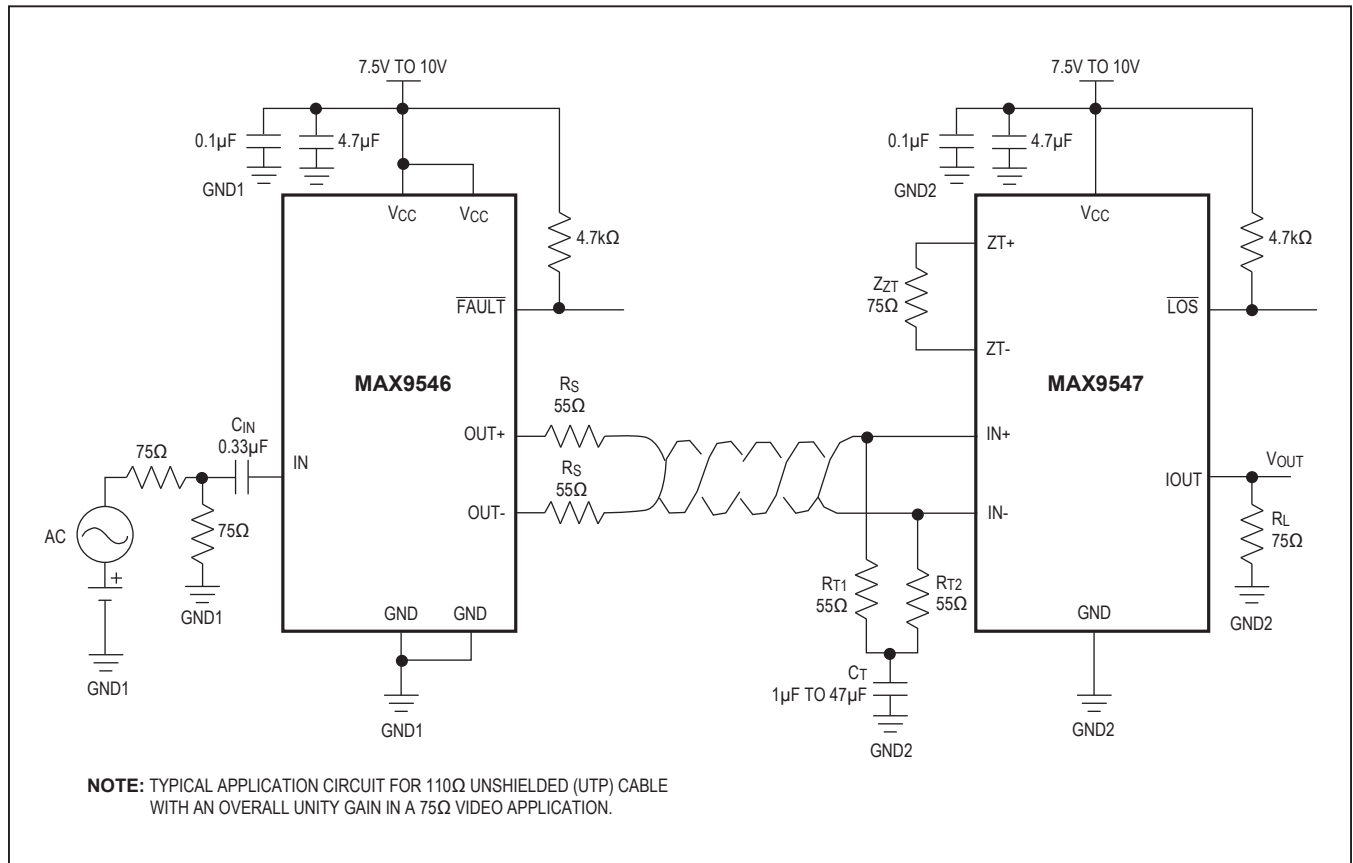 7.5V TO 10V
0.1µF
4.7µF
GND1
VCC
VCC
4.7kΩ
FAULT
MAX9546
RS
55Ω
OUT+
RS
55Ω
OUT-
CIN
0.33µF
IN
75Ω
75Ω
AC
+
GND1
GND1
GND
GND
GND1
7.5V TO 10V
0.1µF
4.7µF
GND2
VCC
4.7kΩ
ZT+
ZZT
75Ω
ZT-
LOS
MAX9547
IN+
IN-
IOUT
VOUT
RL
75Ω
GND2
RT1
55Ω
RT2
55Ω
CT
1µF TO 47µF
GND2
GND
GND2
NOTE: TYPICAL APPLICATION CIRCUIT FOR 110Ω UNSHIELDED (UTP) CABLE
WITH AN OVERALL UNITY GAIN IN A 75Ω VIDEO APPLICATION.